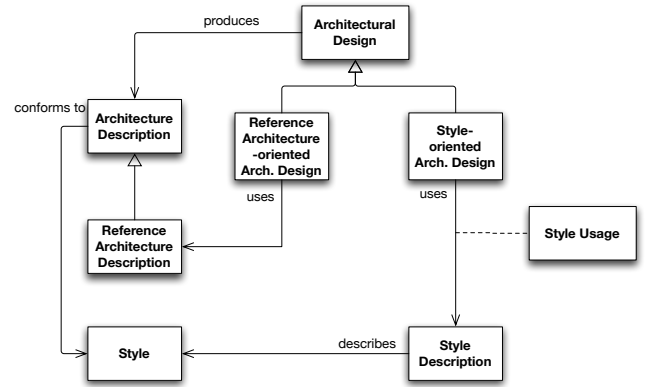 produces
Architectural
Design
conforms to
Architecture
Description
Reference
Architecture
-oriented
Arch. Design
Style-
oriented
Arch. Design
uses
uses
Reference
Architecture
Description
Style Usage
Style
describes
Style
Description